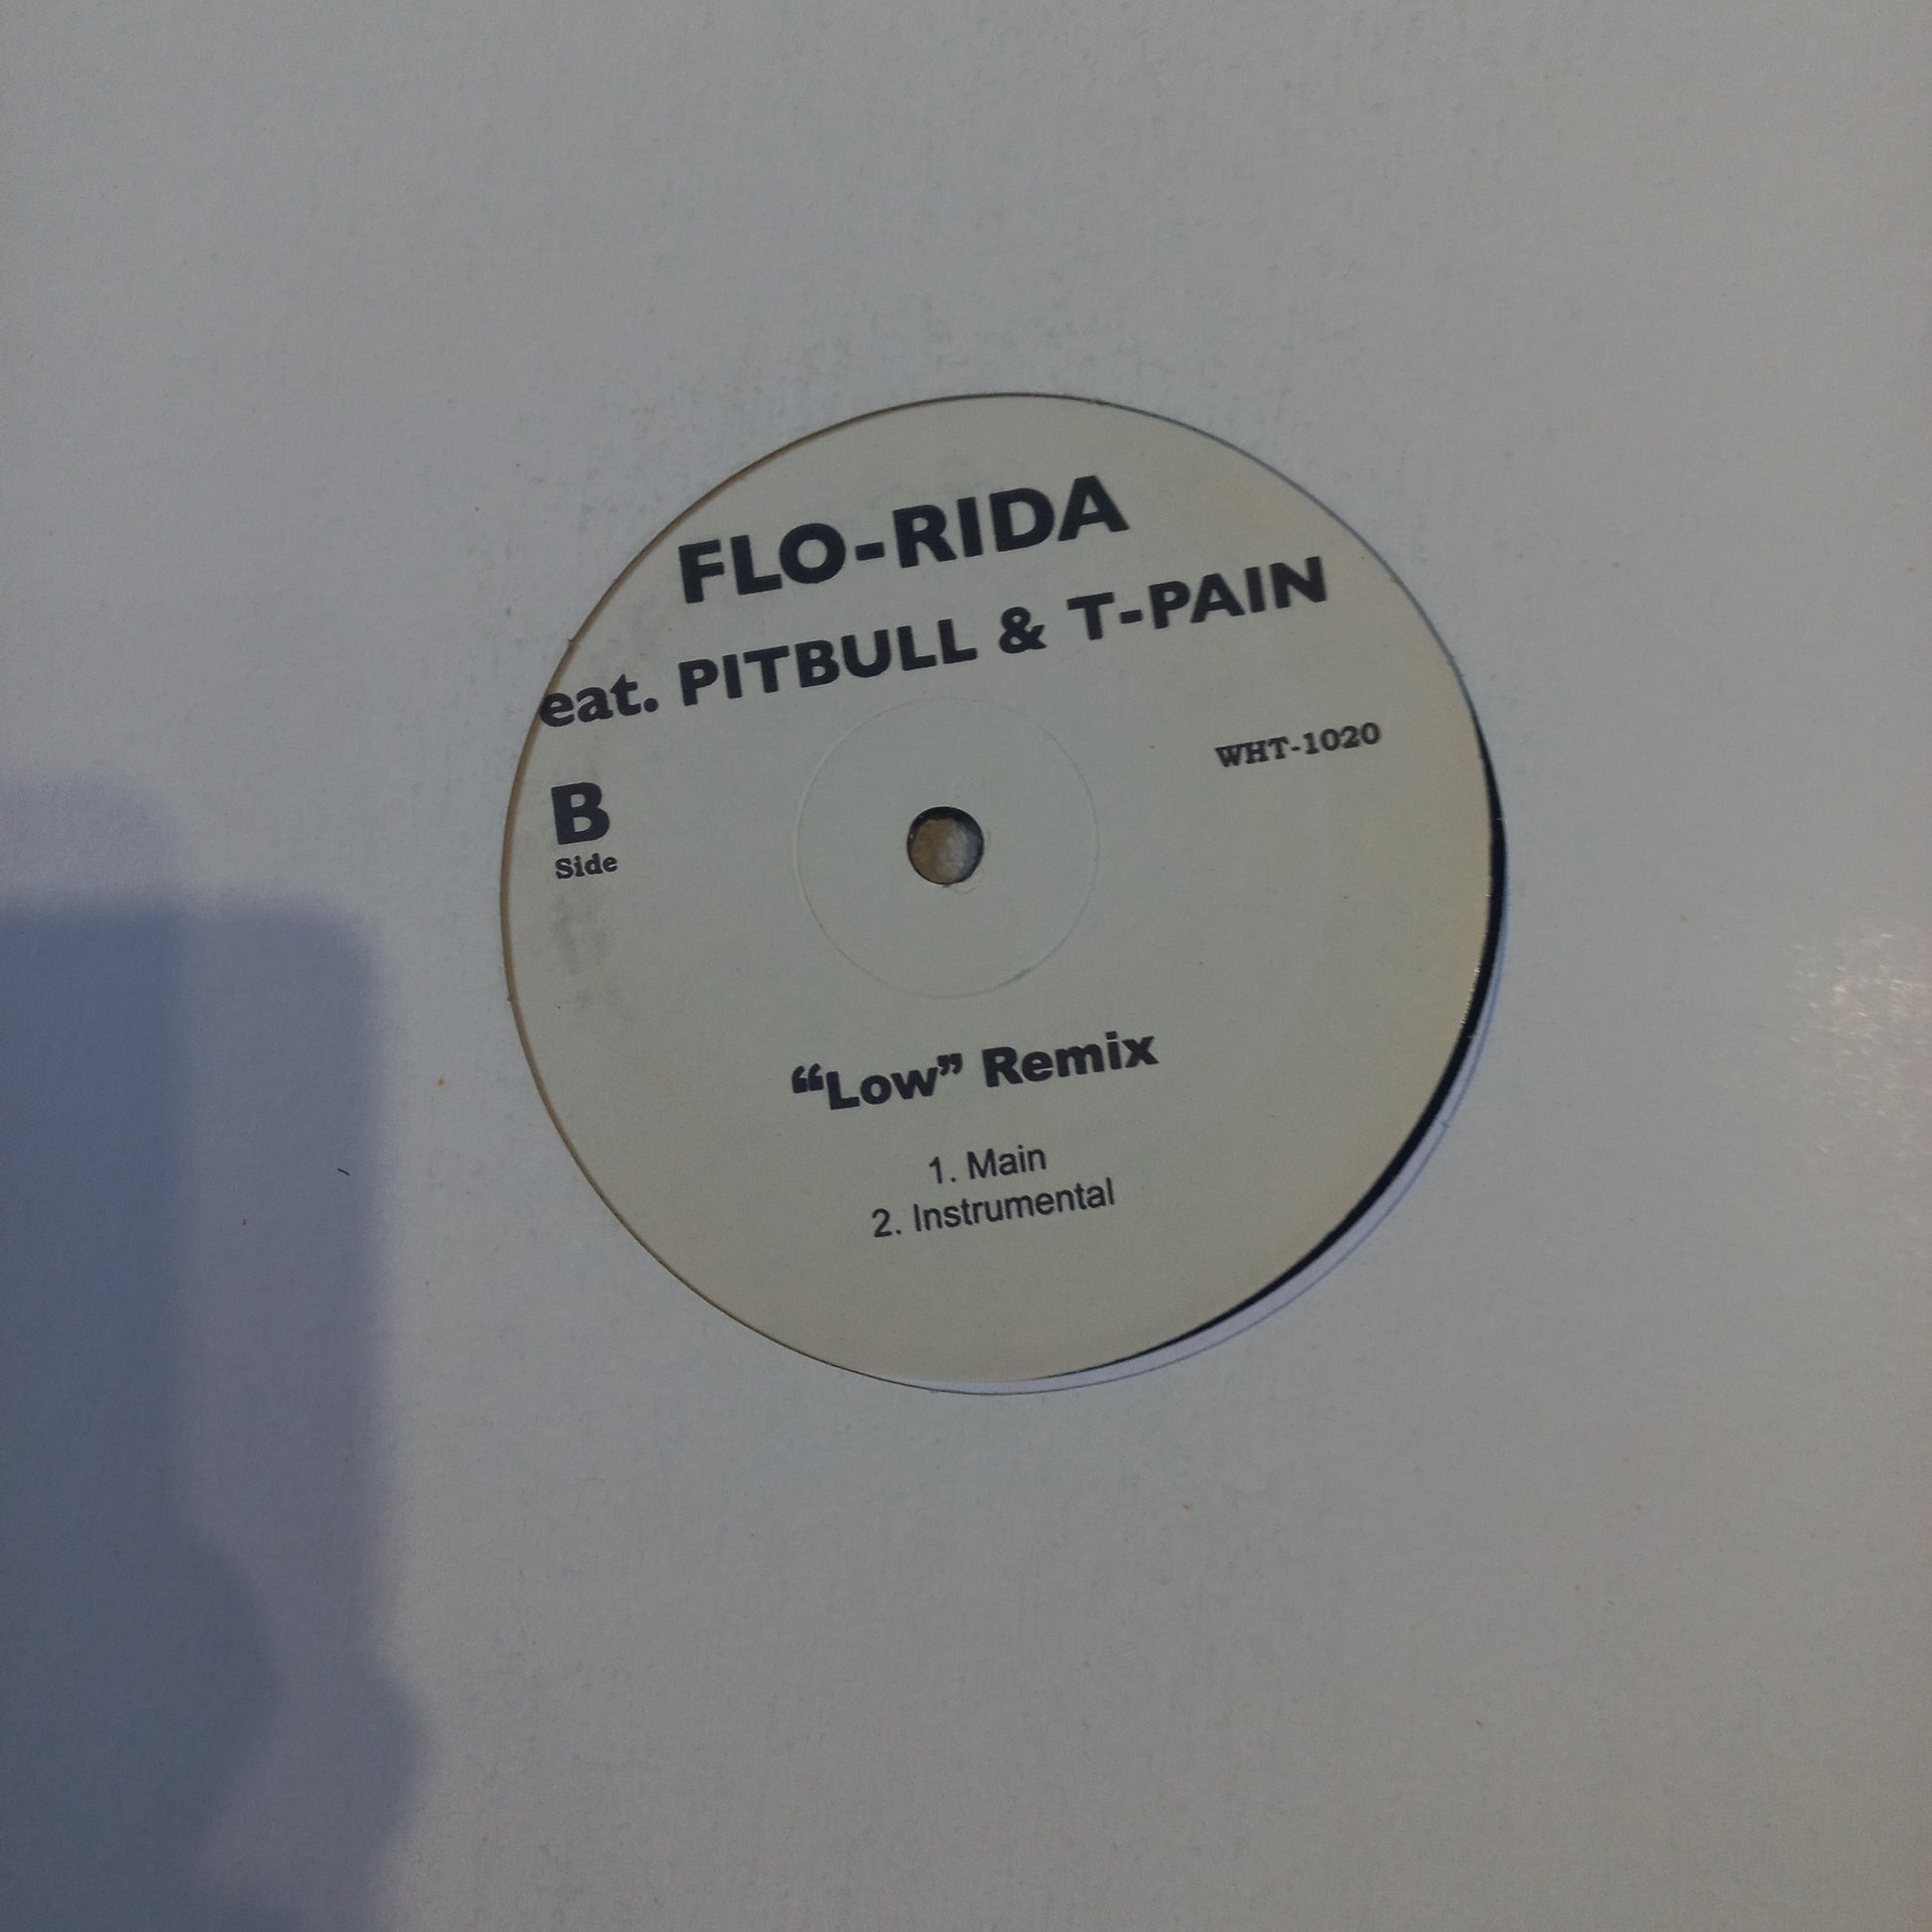 FLO-RIDA
eat. PITBULL & T-PAIN
WHT-1020
B
Side
“Low” Remix
1. Main
2. Instrumental